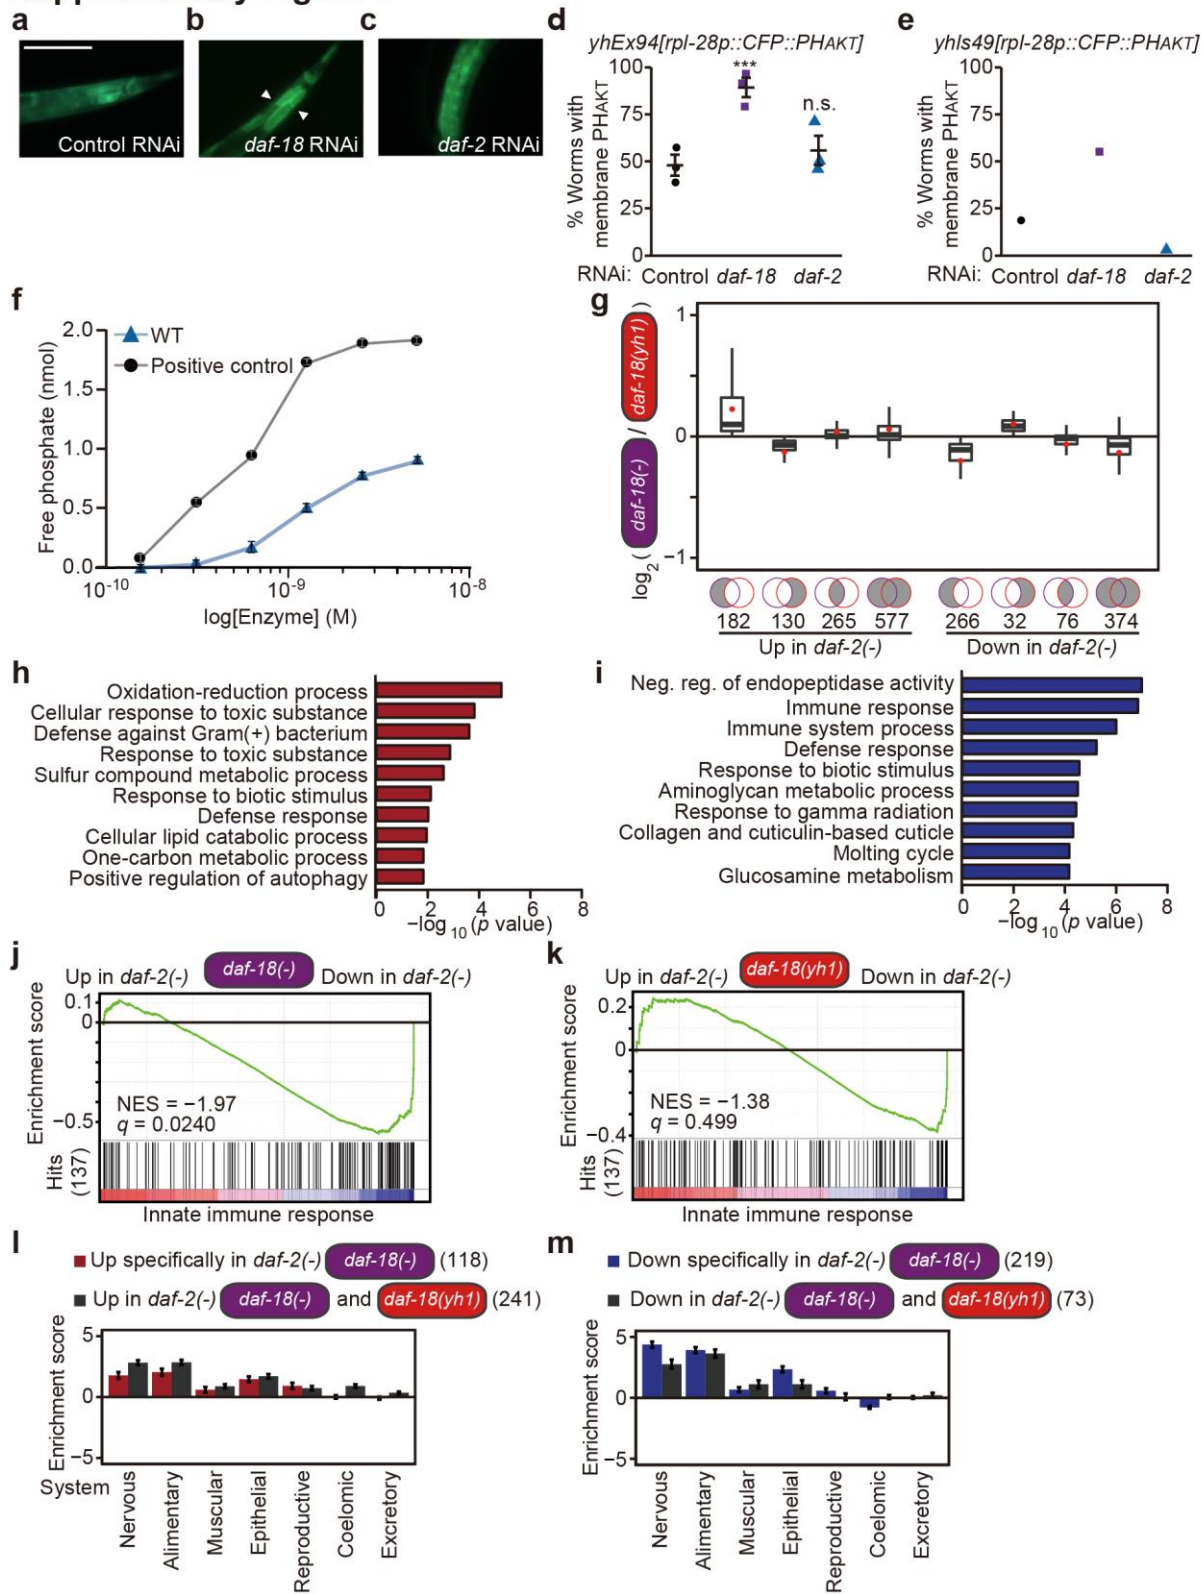 a
b
c
d
e
Control RNAi
daf-18 RNAi
daf-2 RNAi
yhEx94[rpl-28p::CFP::PHAKT]
% Worms with
membrane PHAKT
100
75
50
25
0
***
n.s.
RNAi: Control daf-18 daf-2
yhIs49[rpl-28p::CFP::PHAKT]
% Worms with
membrane PHAKT
100
75
50
25
0
RNAi: Control daf-18 daf-2
f
Free phosphate (nmol)
2.0
1.5
1.0
0.5
0.0
WT
Positive control
10⁻¹⁰
10⁻⁹
10⁻⁸
log[Enzyme] (M)
g
log₂ ( daf-18(-) / daf-18(yh1) )
1
0
−1
182 130 265 577 266 32 76 374
Up in daf-2(-) Down in daf-2(-)
h
Oxidation-reduction process
Cellular response to toxic substance
Defense against Gram(+) bacterium
Response to toxic substance
Sulfur compound metabolic process
Response to biotic stimulus
Defense response
Cellular lipid catabolic process
One-carbon metabolic process
Positive regulation of autophagy
0 2 4 6 8
−log₁₀(p value)
i
Neg. reg. of endopeptidase activity
Immune response
Immune system process
Defense response
Response to biotic stimulus
Aminoglycan metabolic process
Response to gamma radiation
Collagen and cuticulin-based cuticle
Molting cycle
Glucosamine metabolism
0 2 4 6 8
−log₁₀(p value)
j
Up in daf-2(-) daf-18(-) Down in daf-2(-)
Enrichment score
0.1
0
−0.5
NES = −1.97
q = 0.0240
Hits
(137)
Innate immune response
k
Up in daf-2(-) daf-18(yh1) Down in daf-2(-)
Enrichment score
0.2
0
−0.4
NES = −1.38
q = 0.499
Hits
(137)
Innate immune response
l
Up specifically in daf-2(-) daf-18(-) (118)
Up in daf-2(-) daf-18(-) and daf-18(yh1) (241)
Enrichment score
5
0
−5
System
Nervous
Alimentary
Muscular
Epithelial
Reproductive
Coelomic
Excretory
m
Down specifically in daf-2(-) daf-18(-) (219)
Down in daf-2(-) daf-18(-) and daf-18(yh1) (73)
Enrichment score
5
0
−5
Nervous
Alimentary
Muscular
Epithelial
Reproductive
Coelomic
Excretory